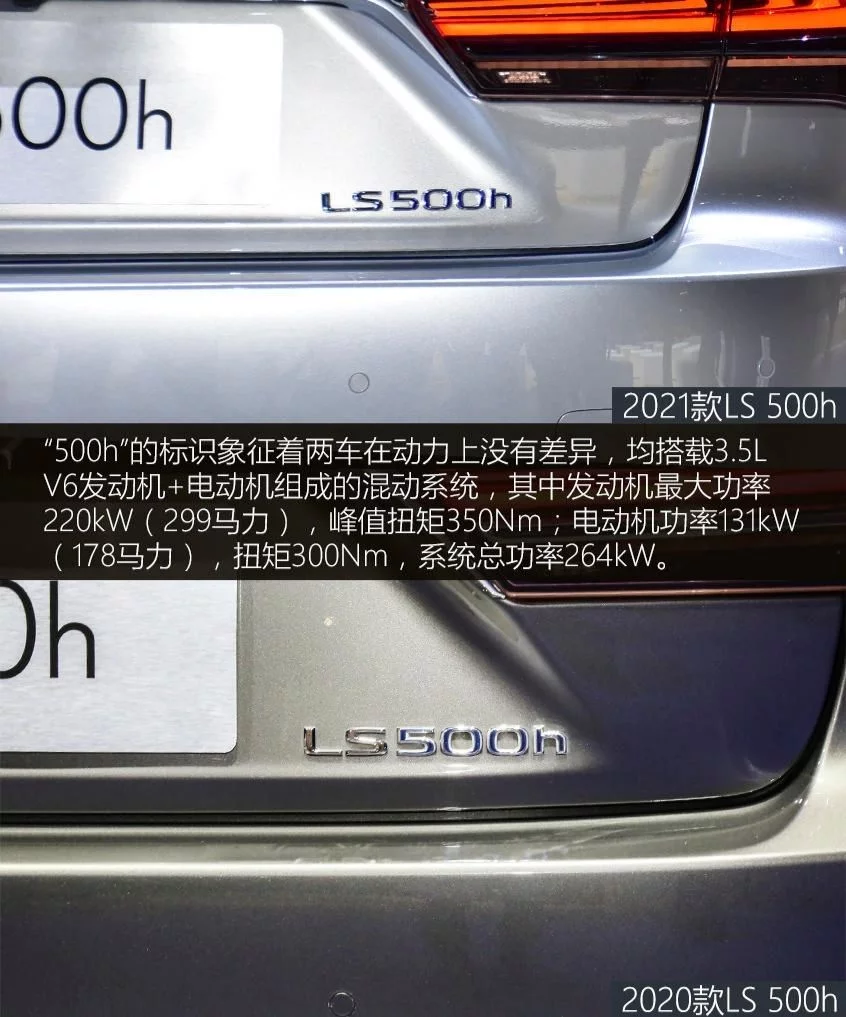 500h
LS500h
2021款LS 500h
“500h”的标识象征着两车在动力上没有差异，均搭载3.5L
V6发动机+电动机组成的混动系统，其中发动机最大功率
220kW（299马力），峰值扭矩350Nm；电动机功率131kW
（178马力），扭矩300Nm，系统总功率264kW。
0h
LS500h
2020款LS 500h